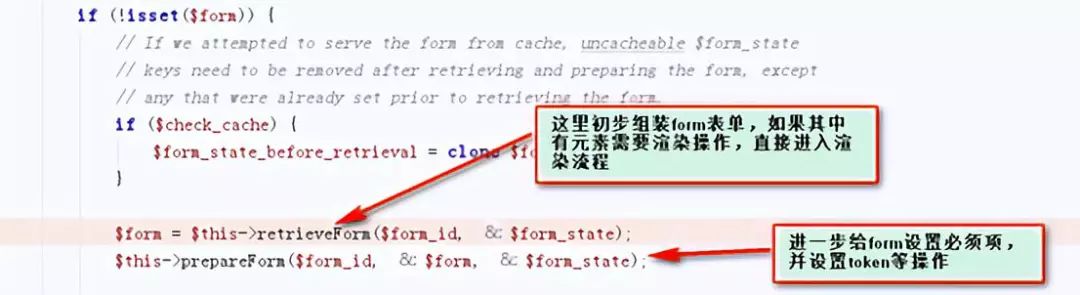 if (!isset($form)) {
// If we attempted to serve the form from cache, uncacheable $form_state
// keys need to be removed after retrieving and preparing the form, except
// any that were already set prior to retrieving the form.
if ($check_cache) {
$form_state_before_retrieval = clone $fo
}
这里初步组装form表单，如果其中
有元素需要渲染操作，直接进入渲
染流程
$form = $this->retrieveForm($form_id, &: $form_state);
$this->prepareForm($form_id, &: $form, &: $form_state);
进一步给form设置必须项，
并设置token等操作